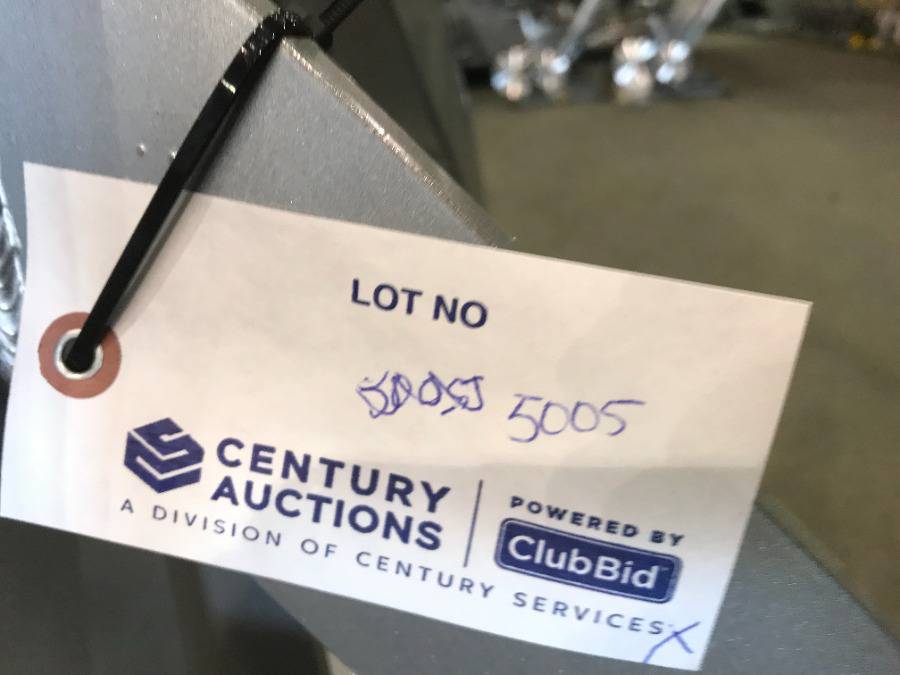 LOT NO
5005
CENTURY
AUCTIONS
A DIVISION OF CENTURY SERVICES
POWERED BY
ClubBid
X